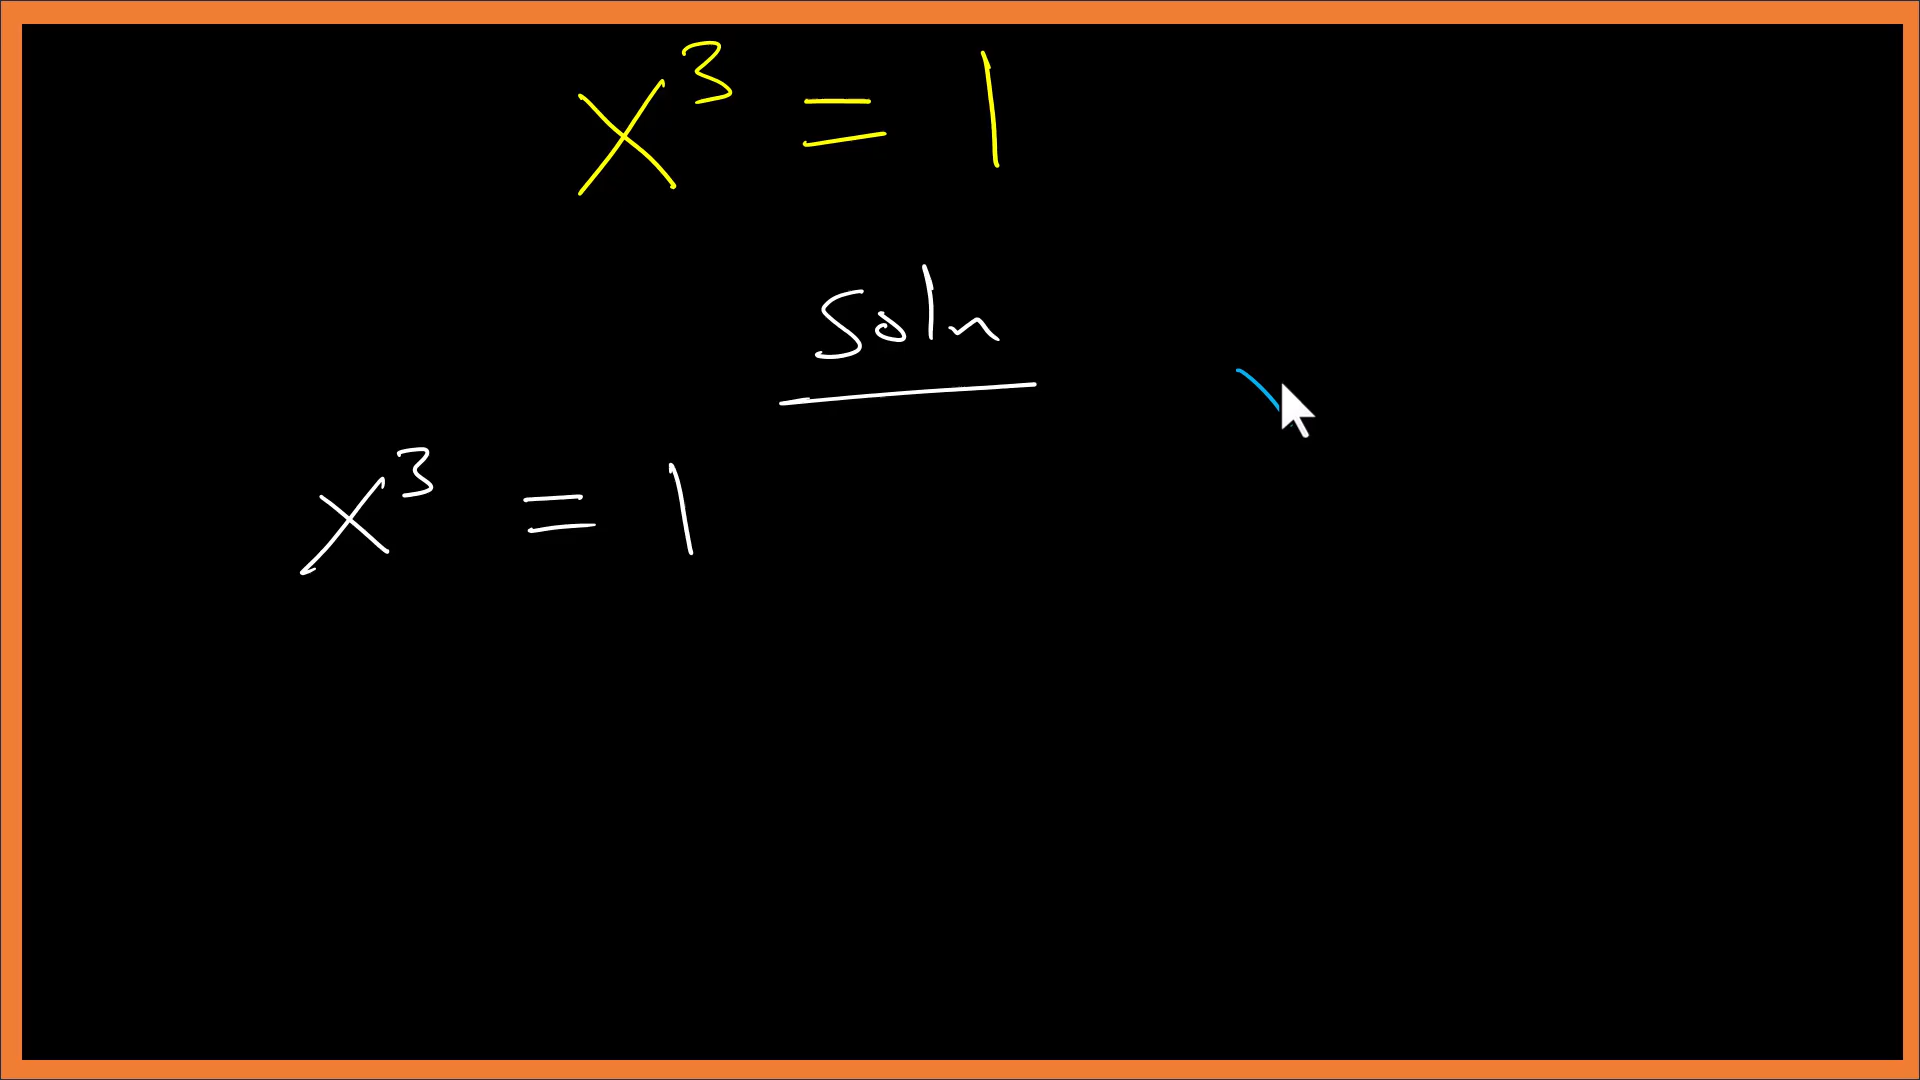 x³ = 1
Soln
x³ = 1